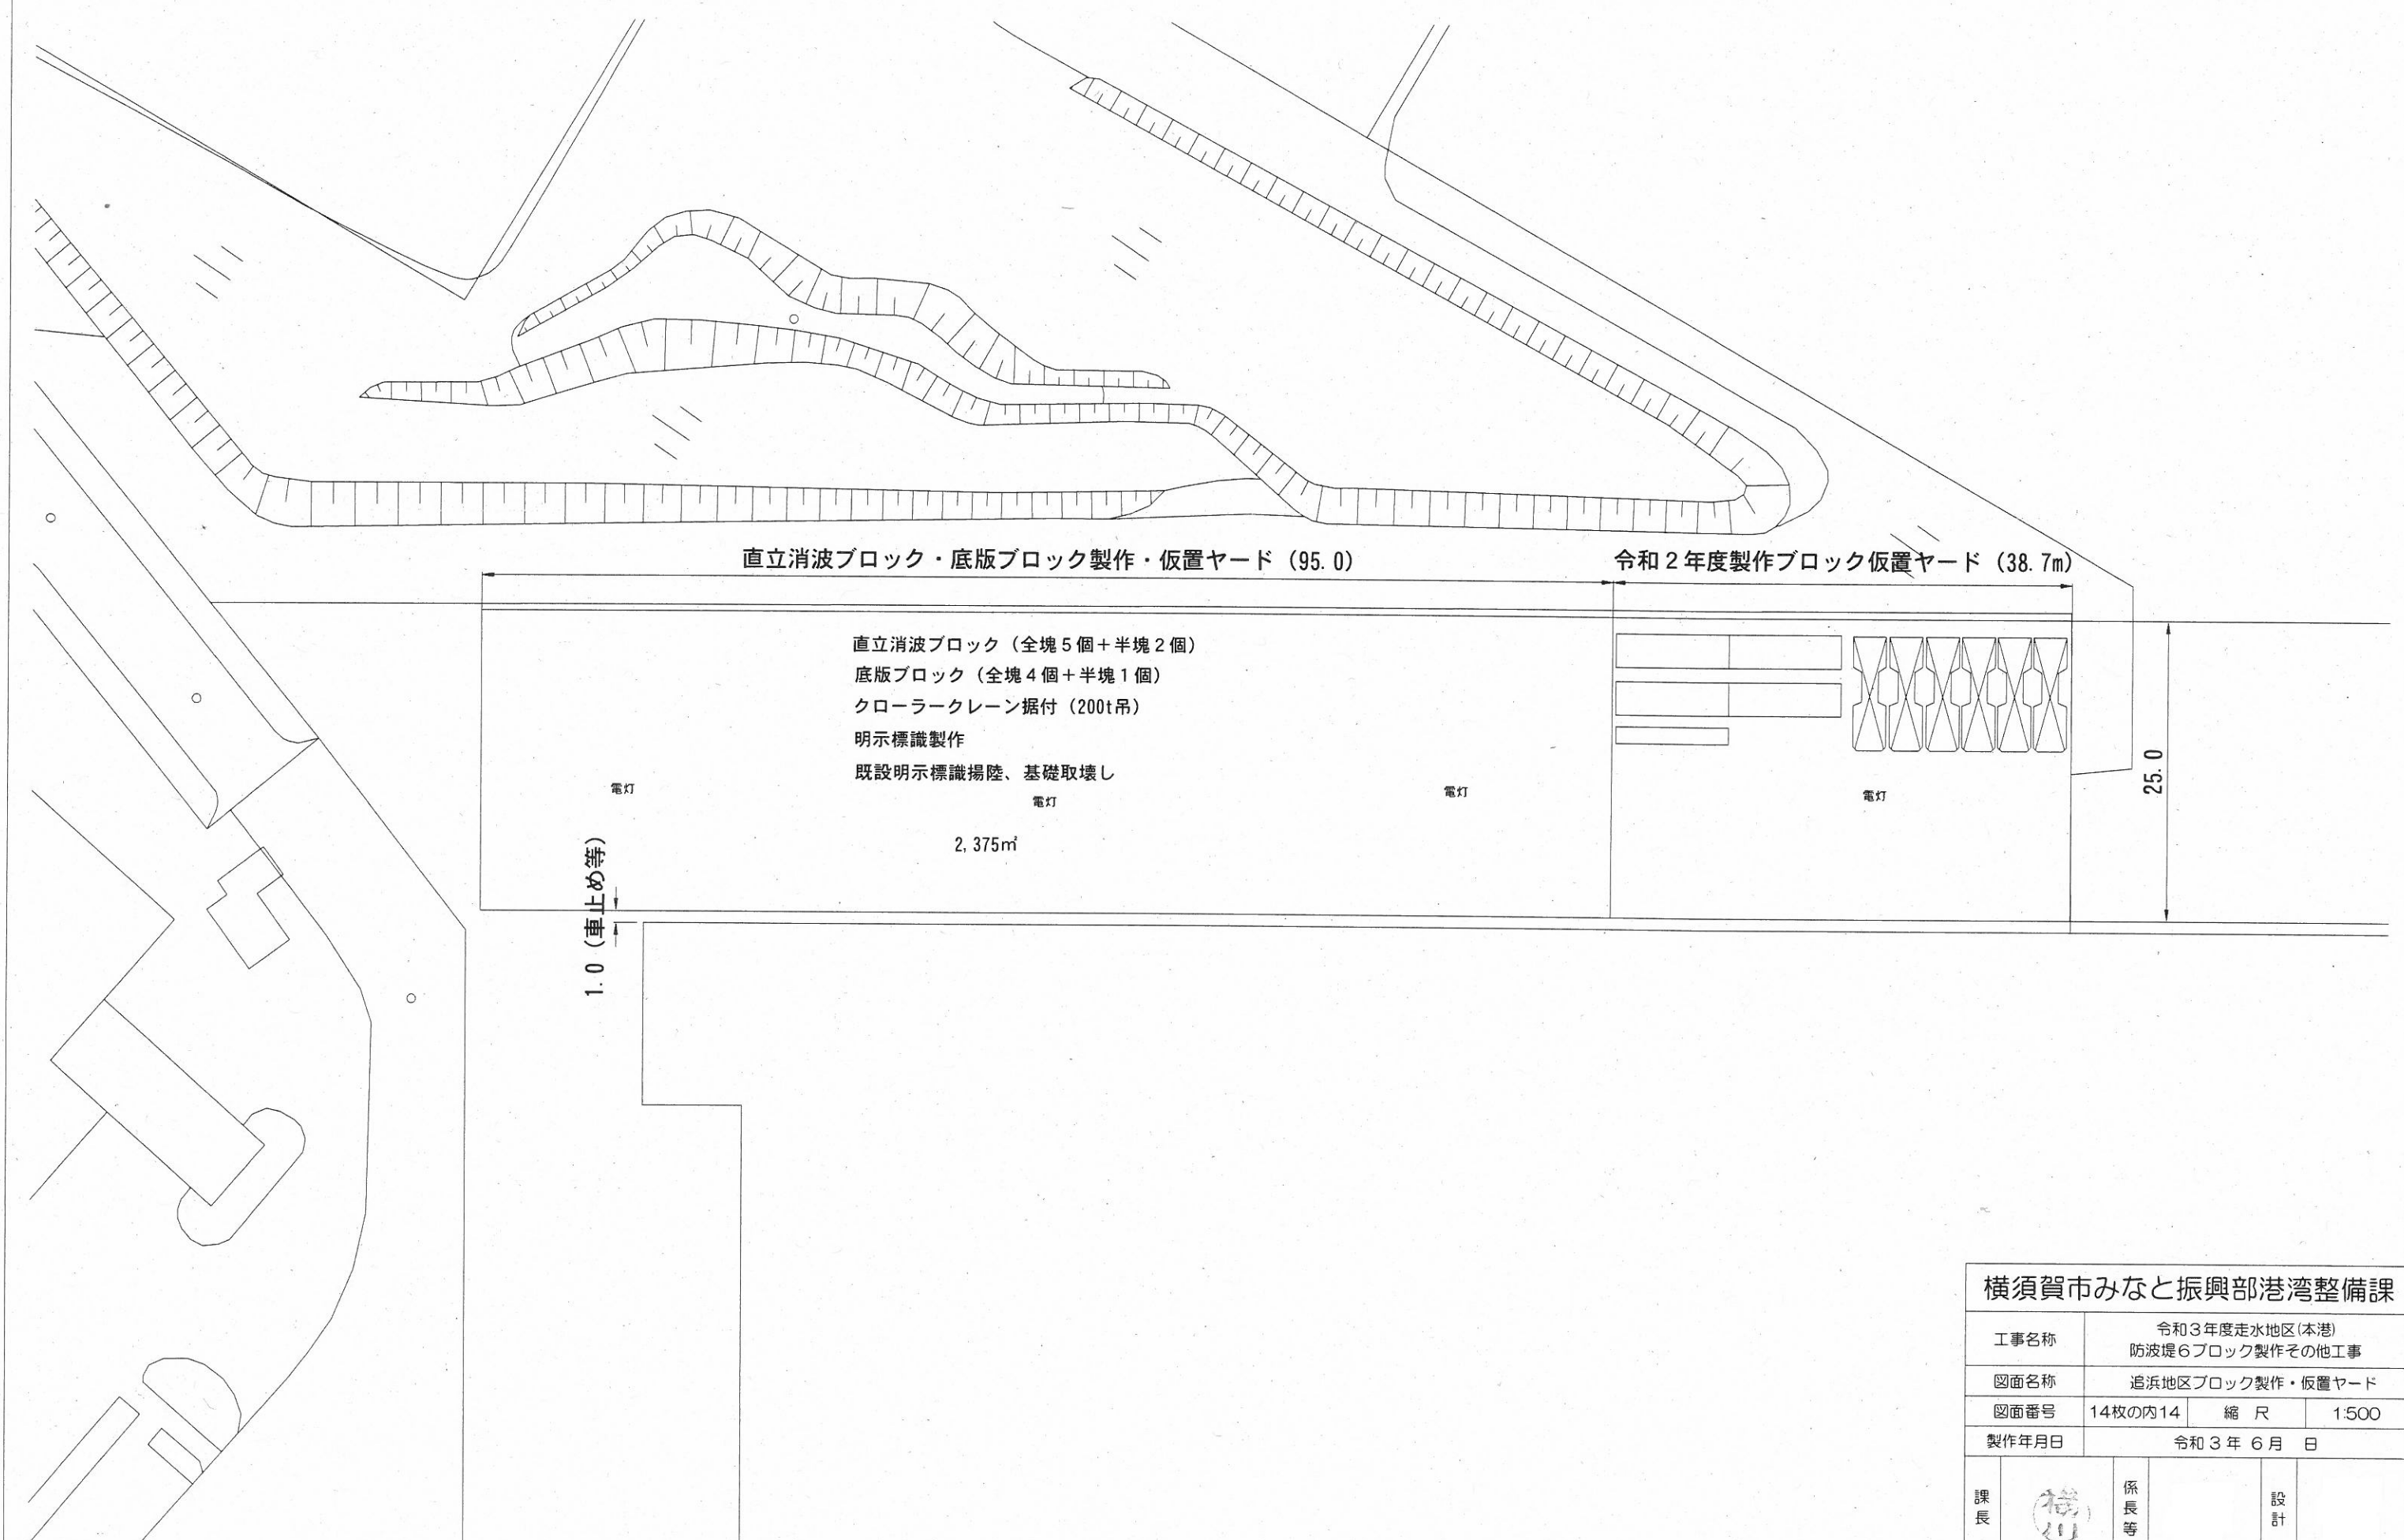 直立消波ブロック・底版ブロック製作・仮置ヤード（95.0）
令和２年度製作ブロック仮置ヤード（38.7m）
直立消波ブロック（全塊５個＋半塊２個）
底版ブロック（全塊４個＋半塊１個）
クローラークレーン据付（200t吊）
明示標識製作
既設明示標識揚陸、基礎取壊し
電灯
電灯
電灯
電灯
2,375㎡
25.0
1.0（車止め等）
横須賀市みなと振興部港湾整備課
工事名称
令和３年度走水地区(本港)
防波堤６ブロック製作その他工事
図面名称
追浜地区ブロック製作・仮置ヤード
図面番号
14枚の内14
縮　尺
1:500
製作年月日
令和３年 ６月　日
課長
係長等
設計